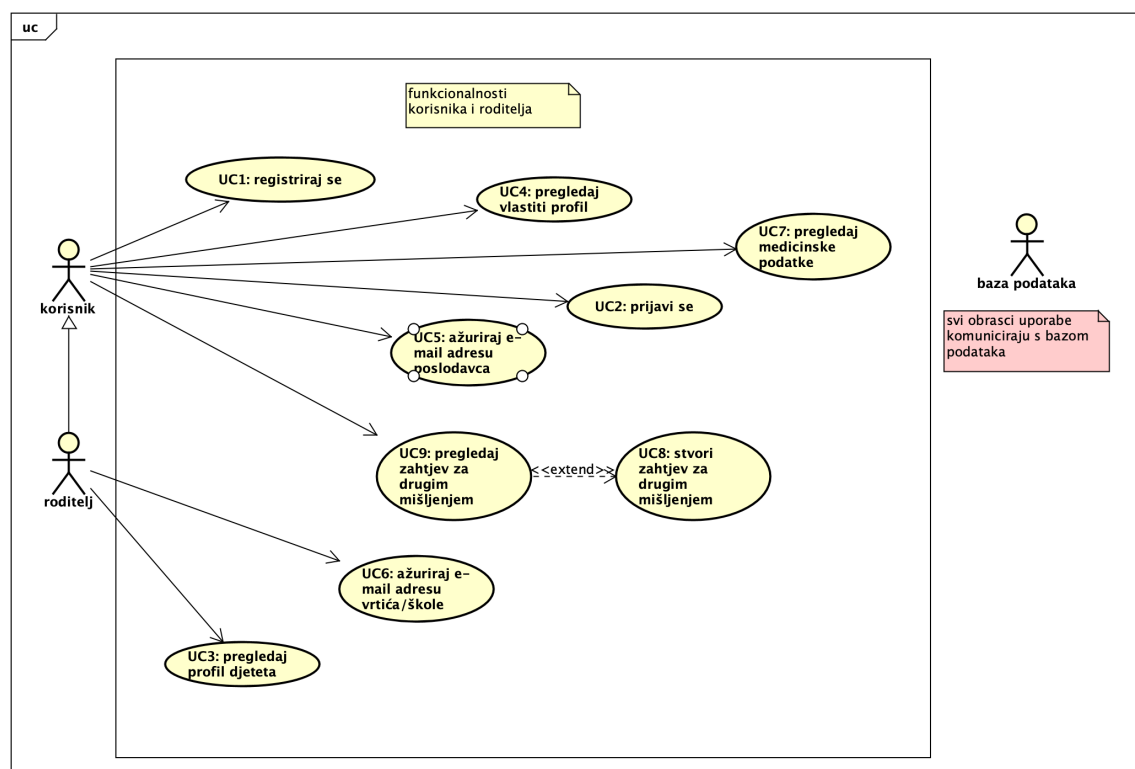 uc
funkcionalnosti
korisnika i roditelja
UC1: registriraj se
UC4: pregledaj
vlastiti profil
UC7: pregledaj
medicinske
podatke
korisnik
baza podataka
UC2: prijavi se
svi obrasci uporabe
komuniciraju s bazom
podataka
UC5: ažuriraj e-
mail adresu
poslodavca
UC9: pregledaj
zahtjev za
drugim
mišljenjem
<<extend>>
UC8: stvori
zahtjev za
drugim
mišljenjem
roditelj
UC6: ažuriraj e-
mail adresu
vrtića/škole
UC3: pregledaj
profil djeteta